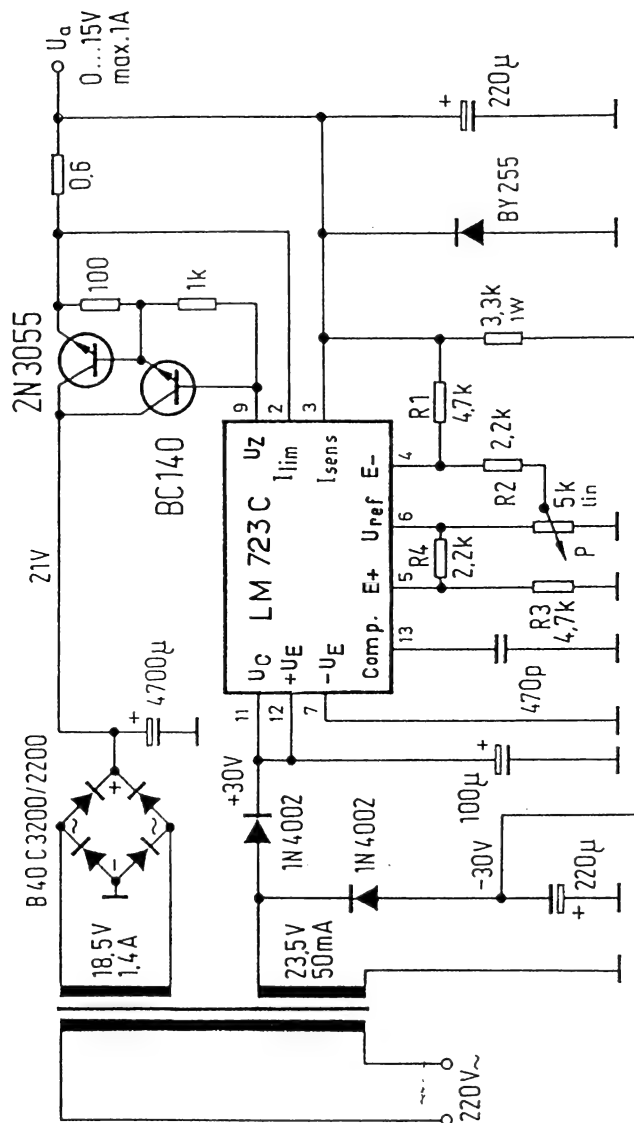 220V~
18,5V
1,4A
23,5V
50mA
B40C3200/2200
~
~
+
-
+
4700µ
21V
1N4002
1N4002
+30V
-30V
+
220µ
+
100µ
2N3055
BC140
100
1k
0,6
Ua
0...15V
max.1A
LM 723 C
11
12
7
13
5
6
4
9
2
3
UC
+UE
-UE
Comp.
E+
Uref
E-
UZ
Ilim
Isens
470p
R3
4,7k
R4
2,2k
P
5k
lin
R2
2,2k
R1
4,7k
3,3k
1W
BY 255
+
220µ